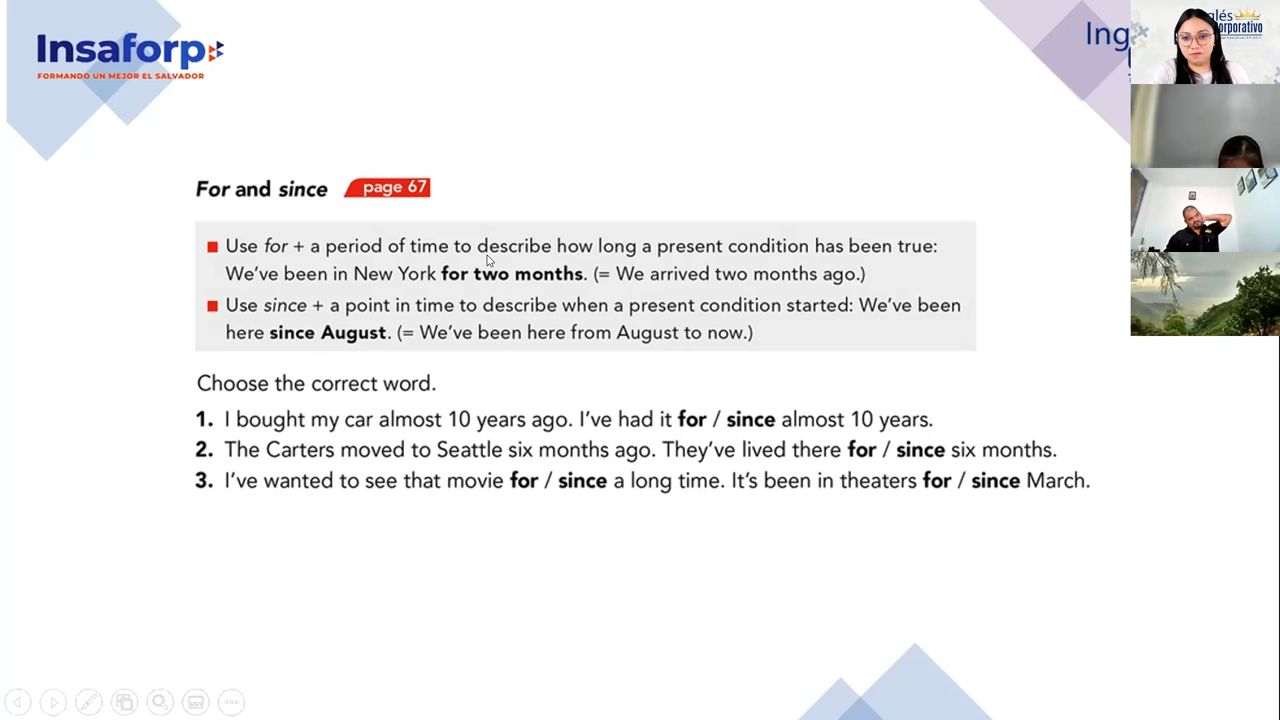 Insaforp
FORMANDO UN MEJOR EL SALVADOR
Ing
glés
orporativo
For and since page 67
Use for + a period of time to describe how long a present condition has been true:
We've been in New York for two months. (= We arrived two months ago.)
Use since + a point in time to describe when a present condition started: We've been
here since August. (= We've been here from August to now.)
Choose the correct word.
1. I bought my car almost 10 years ago. I've had it for / since almost 10 years.
2. The Carters moved to Seattle six months ago. They've lived there for / since six months.
3. I've wanted to see that movie for / since a long time. It's been in theaters for / since March.